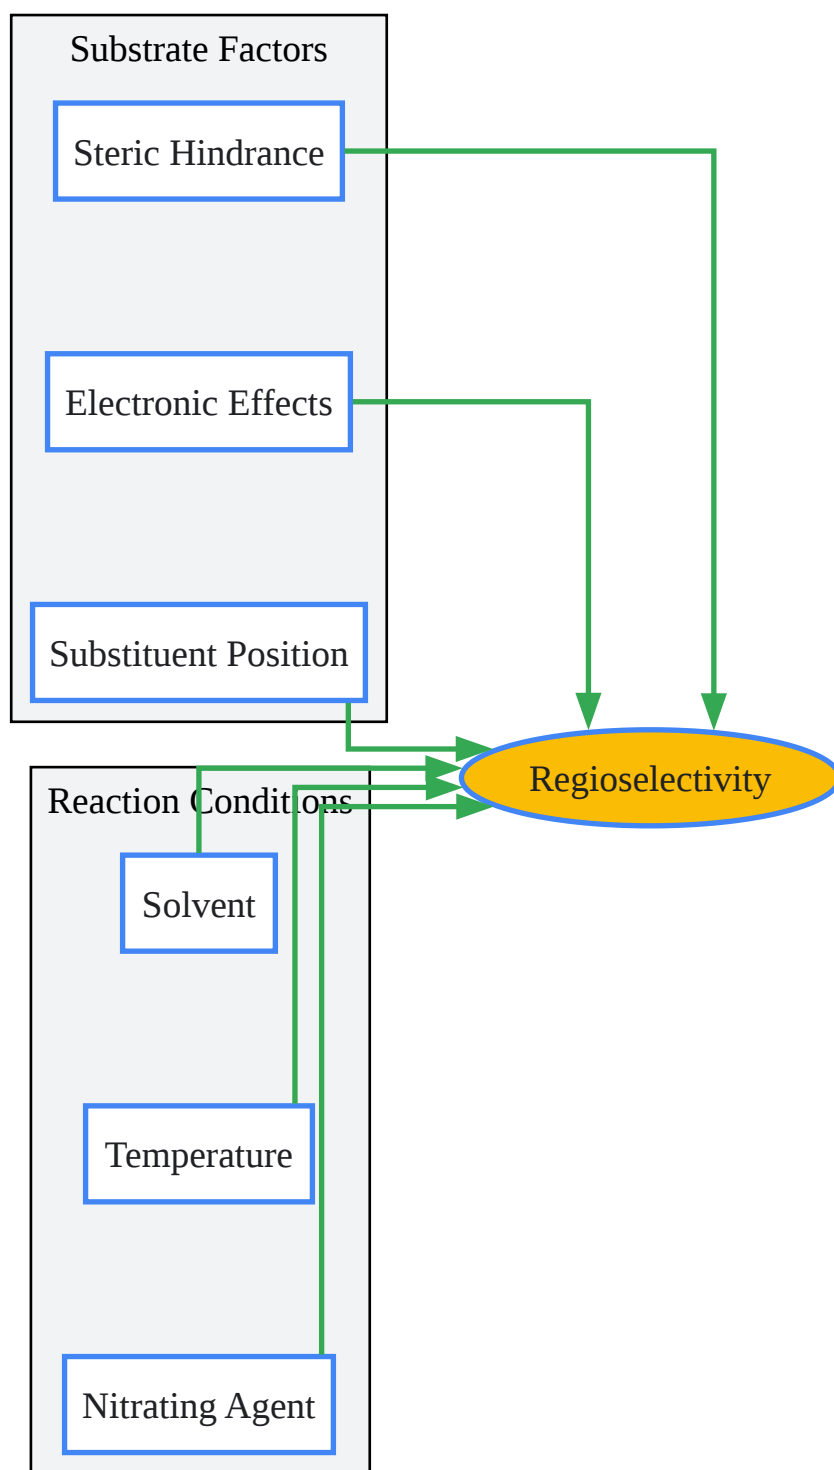 Substrate Factors
Steric Hindrance
Electronic Effects
Substituent Position
Regioselectivity
Reaction Conditions
Solvent
Temperature
Nitrating Agent